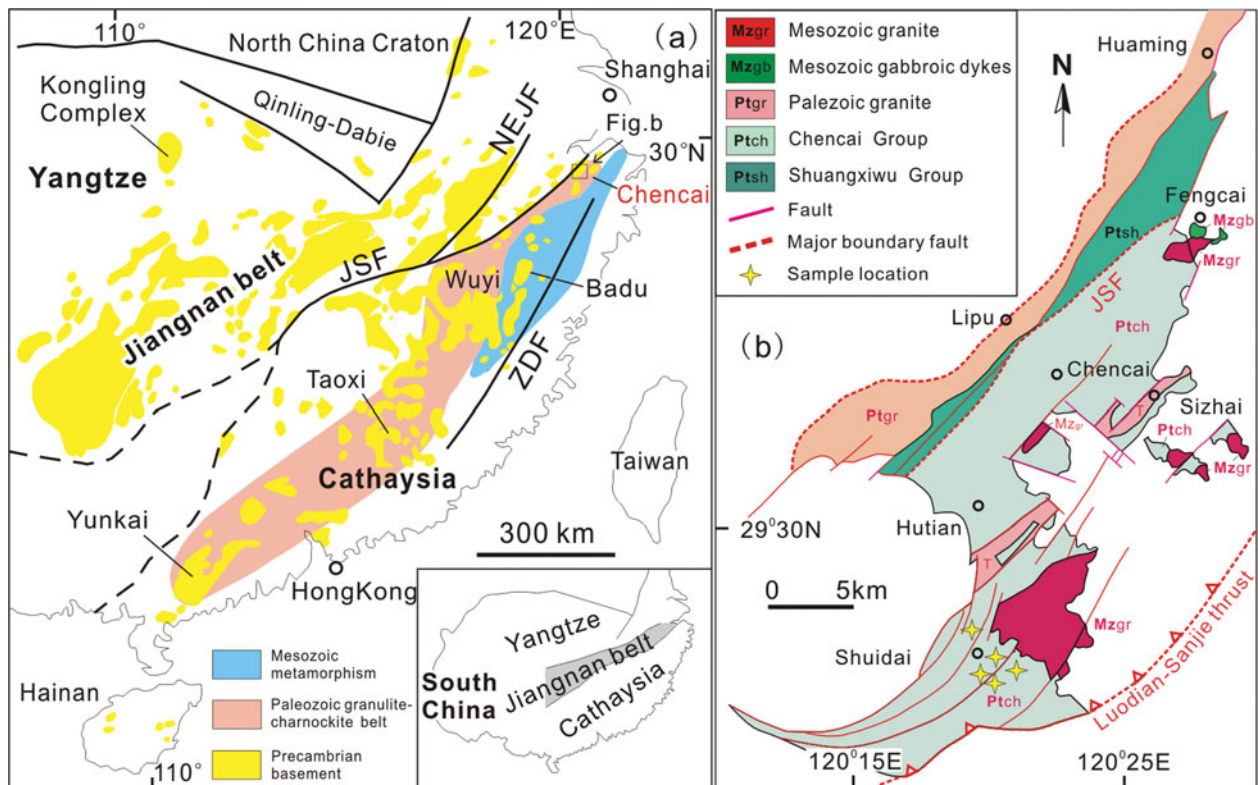 110°
120°E
(a)
North China Craton
Shanghai
Kongling
Complex
Qinling-Dabie
NEJF
Fig.b
30°N
Yangtze
Chencai
JSF
Wuyi
Badu
Jiangnan belt
ZDF
Taoxi
Taiwan
Cathaysia
Yunkai
300 km
HongKong
Hainan
110°
Mesozoic
metamorphism
Paleozoic granulite-
charnockite belt
Precambrian
basement
Yangtze
Jiangnan belt
South
China
Cathaysia
Mzgr Mesozoic granite
Mzgb Mesozoic gabbroic dykes
Ptgr Palezoic granite
Ptch Chencai Group
Ptsh Shuangxiwu Group
Fault
Major boundary fault
Sample location
N
Huaming
Fengcai
Mzgb
Ptsh
Mzgr
JSF
Lipu
(b)
Ptch
Chencai
T
Sizhai
Ptgr
Mzgr
Ptch
Mzgr
Hutian
29°30N
T
0 5km
Mzgr
Shuidai
Ptch
Luodian-Sanjie thrust
120°15E
120°25E